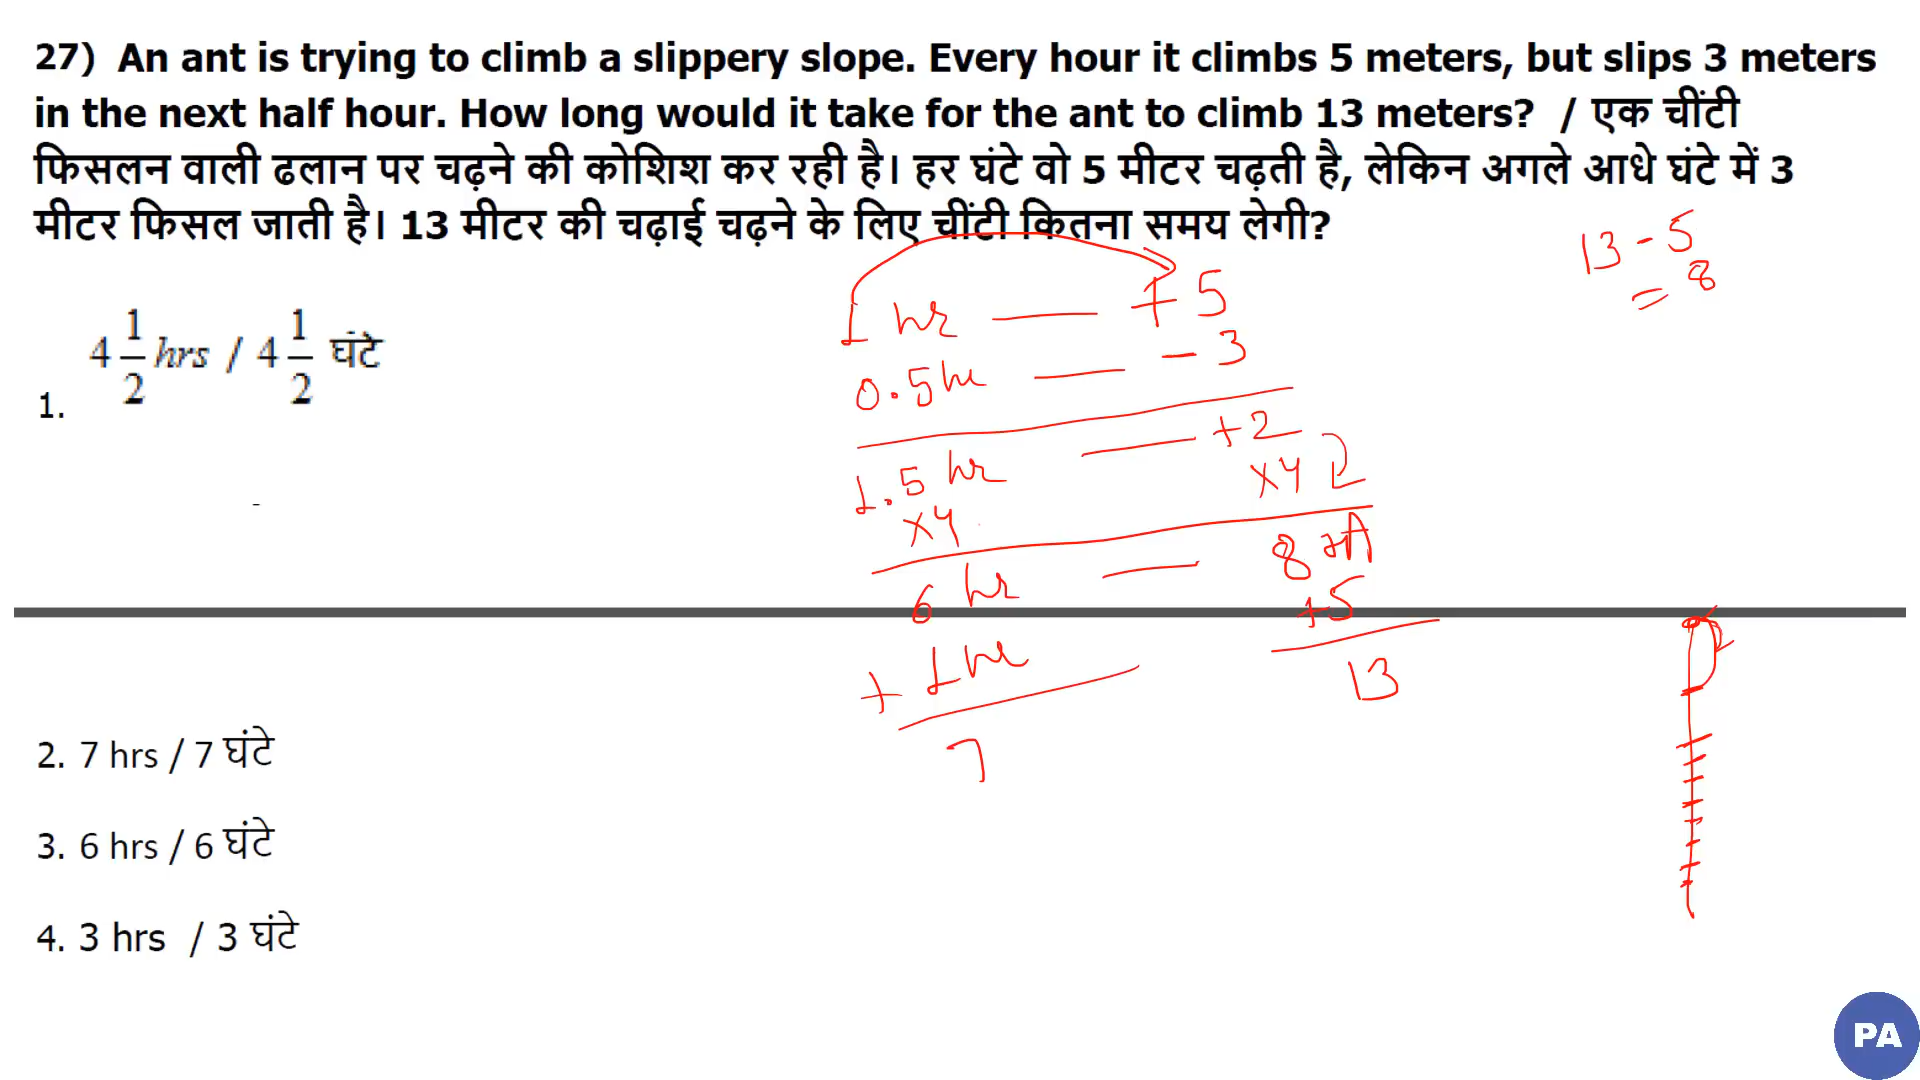 27) An ant is trying to climb a slippery slope. Every hour it climbs 5 meters, but slips 3 meters
in the next half hour. How long would it take for the ant to climb 13 meters? / एक चींटी
फिसलन वाली ढलान पर चढ़ने की कोशिश कर रही है। हर घंटे वो 5 मीटर चढ़ती है, लेकिन अगले आधे घंटे में 3
मीटर फिसल जाती है। 13 मीटर की चढ़ाई चढ़ने के लिए चींटी कितना समय लेगी?
13 - 5
= 8
1 hr — +5
0.5 hr — - 3
1.5 hr — +2
×4 ×4
6 hr — 8 मी
+5
+ 1 hr 13
7
1. 4 1/2 hrs / 4 1/2 घंटे
2. 7 hrs / 7 घंटे
3. 6 hrs / 6 घंटे
4. 3 hrs / 3 घंटे
PA